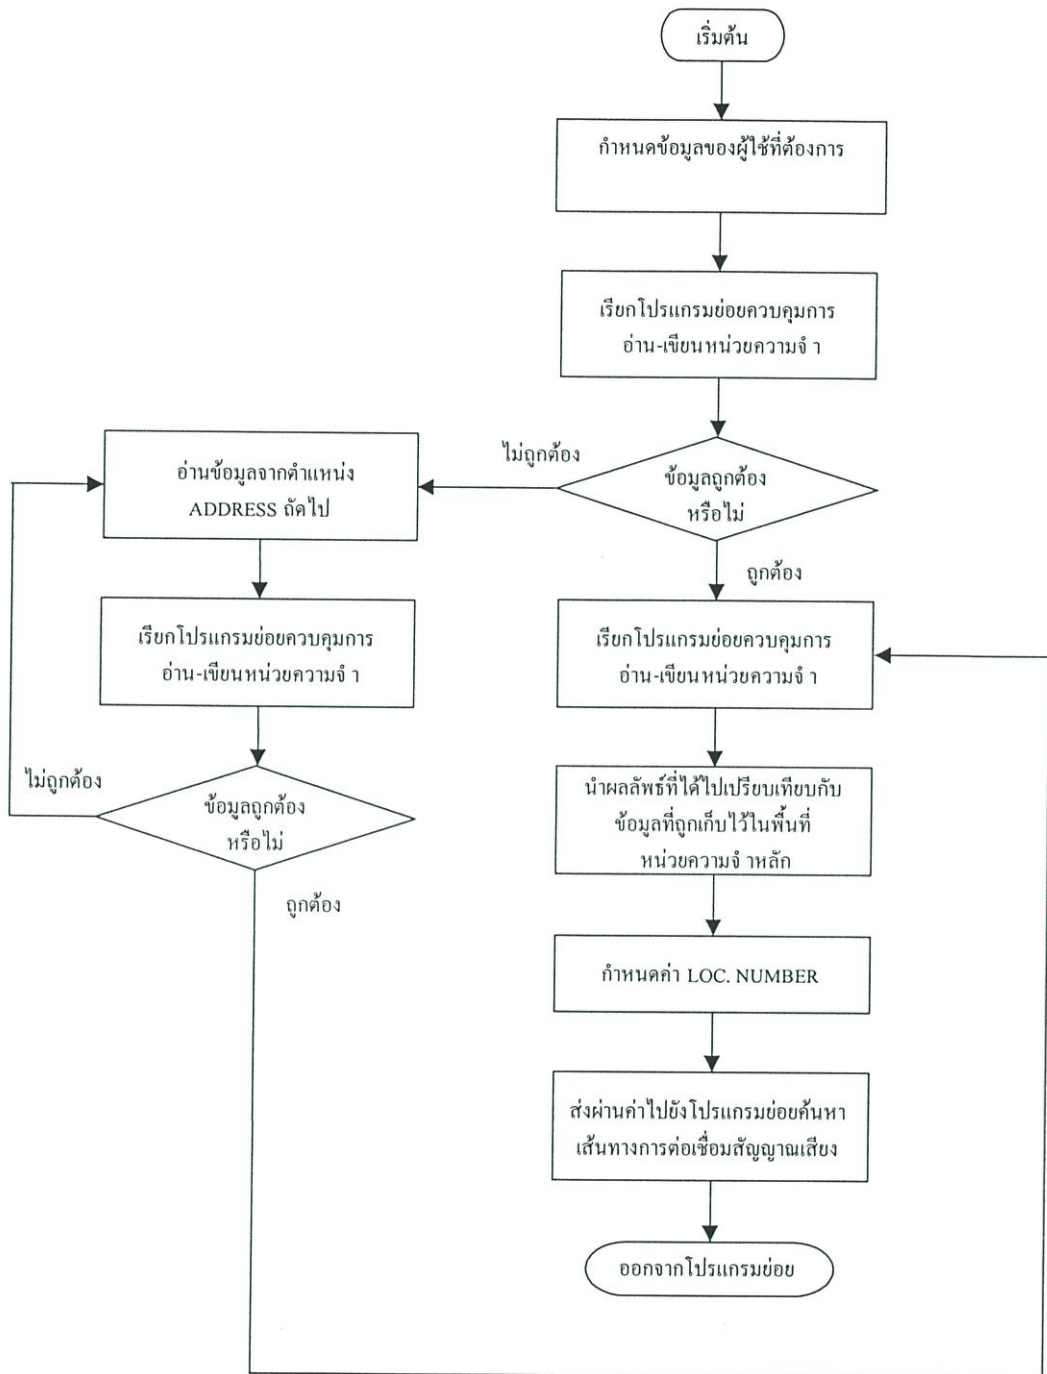 เริ่มต้น
กำหนดข้อมูลของผู้ใช้ที่ต้องการ
เรียกโปรแกรมย่อยควบคุมการ
อ่าน-เขียนหน่วยความจำ
ไม่ถูกต้อง
ข้อมูลถูกต้อง
หรือไม่
ถูกต้อง
อ่านข้อมูลจากตำแหน่ง
ADDRESS ถัดไป
เรียกโปรแกรมย่อยควบคุมการ
อ่าน-เขียนหน่วยความจำ
ไม่ถูกต้อง
ข้อมูลถูกต้อง
หรือไม่
ถูกต้อง
เรียกโปรแกรมย่อยควบคุมการ
อ่าน-เขียนหน่วยความจำ
นำผลลัพธ์ที่ได้ไปเปรียบเทียบกับ
ข้อมูลที่ถูกเก็บไว้ในพื้นที่
หน่วยความจำหลัก
กำหนดค่า LOC. NUMBER
ส่งผ่านค่าไปยังโปรแกรมย่อยค้นหา
เส้นทางการต่อเชื่อมสัญญาณเสียง
ออกจากโปรแกรมย่อย